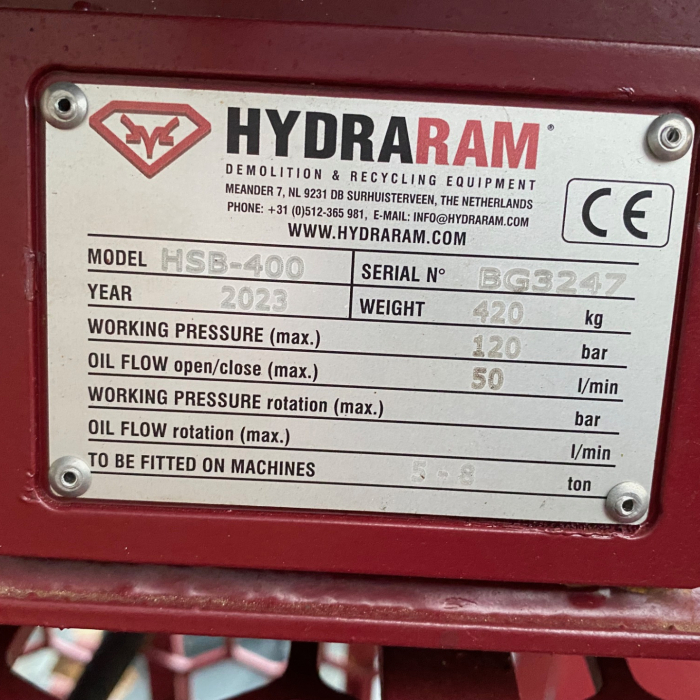 HYDRARAM
DEMOLITION & RECYCLING EQUIPMENT
MEANDER 7, NL 9231 DB SURHUISTERVEEN, THE NETHERLANDS
PHONE: +31 (0)512-365 981, E-MAIL: INFO@HYDRARAM.COM
WWW.HYDRARAM.COM
CE
MODEL HSB-400 SERIAL N° BG3247
YEAR 2023 WEIGHT 420 kg
WORKING PRESSURE (max.) 120 bar
OIL FLOW open/close (max.) 50 l/min
WORKING PRESSURE rotation (max.) bar
OIL FLOW rotation (max.) l/min
TO BE FITTED ON MACHINES 5-8 ton